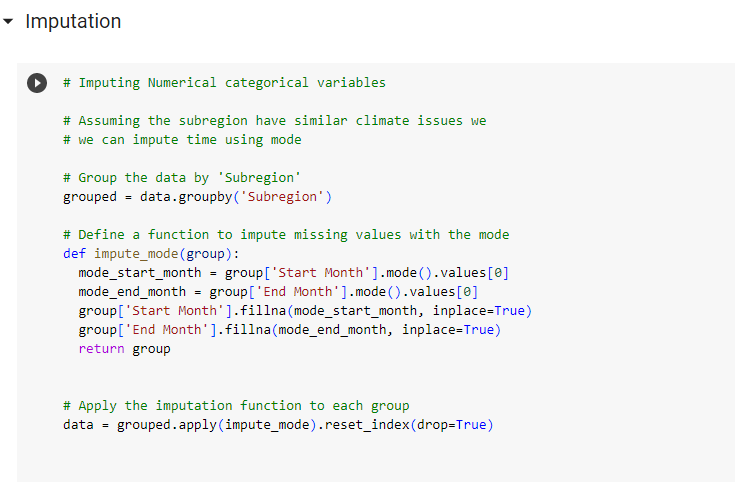 Imputation
# Imputing Numerical categorical variables
# Assuming the subregion have similar climate issues we
# we can impute time using mode
# Group the data by 'Subregion'
grouped = data.groupby('Subregion')
# Define a function to impute missing values with the mode
def impute_mode(group):
  mode_start_month = group['Start Month'].mode().values[0]
  mode_end_month = group['End Month'].mode().values[0]
  group['Start Month'].fillna(mode_start_month, inplace=True)
  group['End Month'].fillna(mode_end_month, inplace=True)
  return group
# Apply the imputation function to each group
data = grouped.apply(impute_mode).reset_index(drop=True)